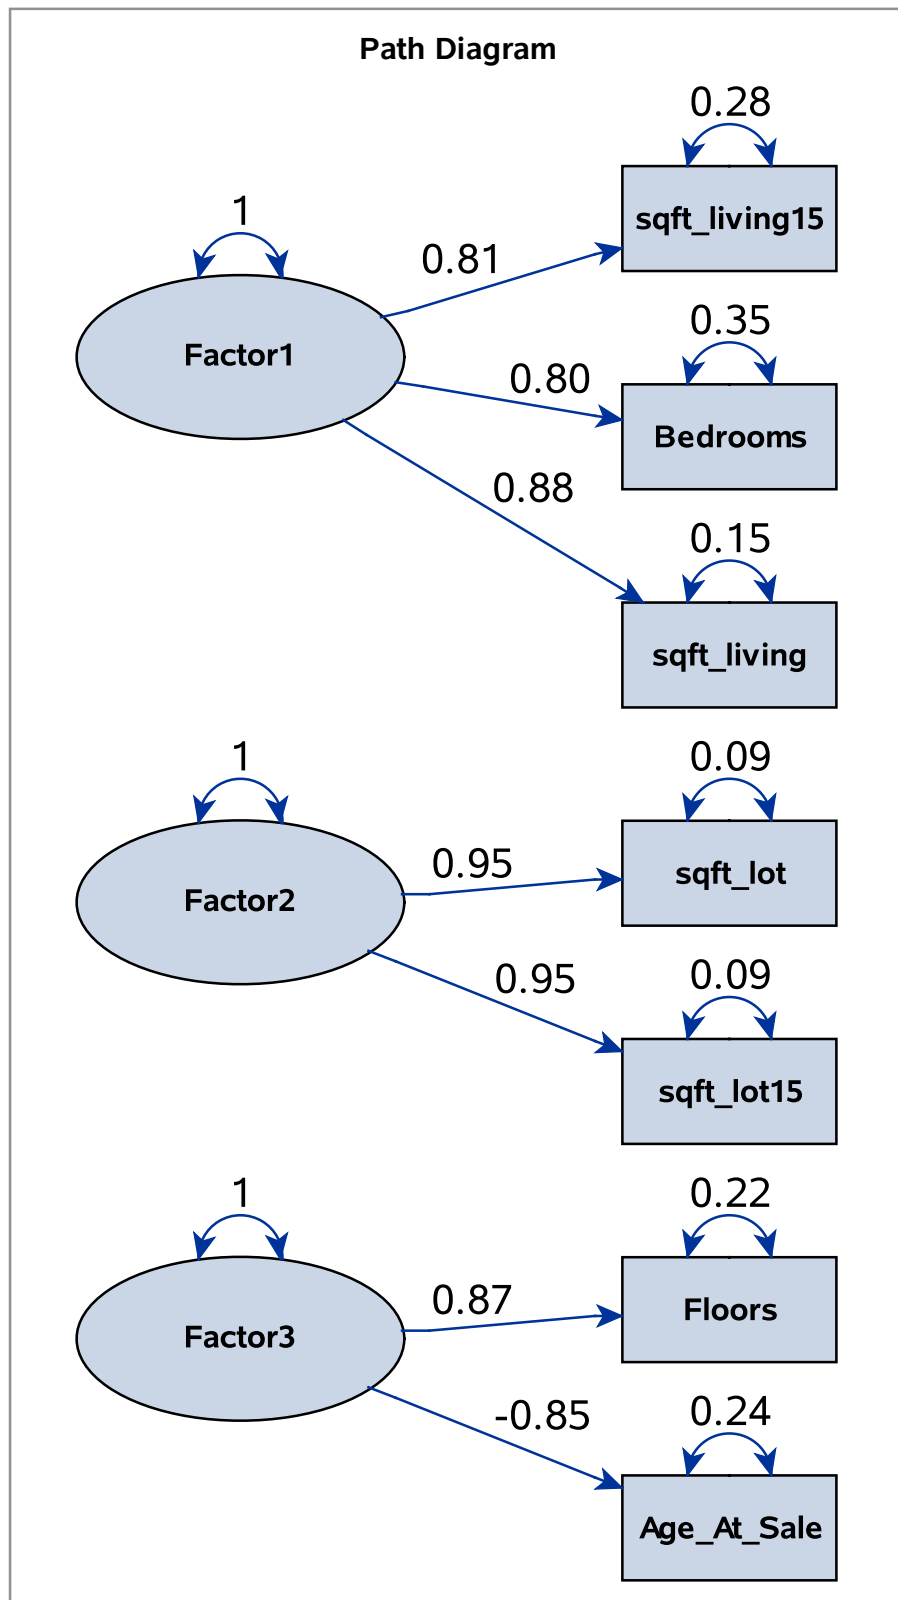 Path Diagram
0.28
sqft_living15
1
0.81
Factor1
0.35
0.80
Bedrooms
0.88
0.15
sqft_living
1
0.09
0.95
sqft_lot
Factor2
0.95
0.09
sqft_lot15
1
0.22
0.87
Floors
Factor3
-0.85
0.24
Age_At_Sale